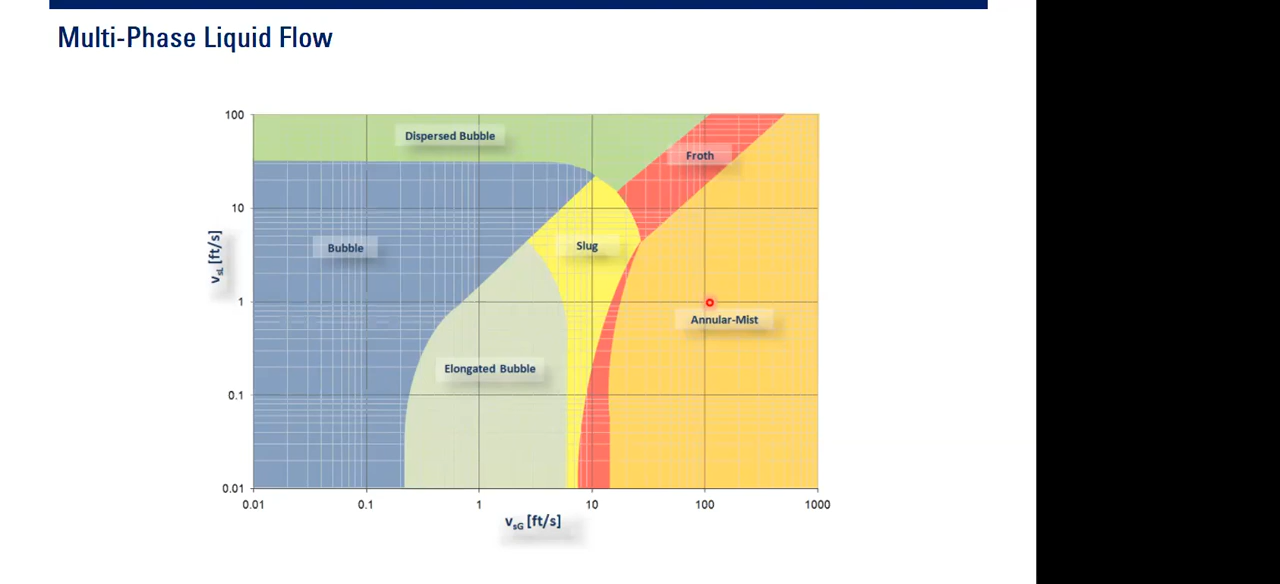 Multi-Phase Liquid Flow
100
Dispersed Bubble
Froth
10
Bubble
Slug
vsL [ft/s]
1
Annular-Mist
Elongated Bubble
0.1
0.01
0.01 0.1 1 10 100 1000
vsG [ft/s]